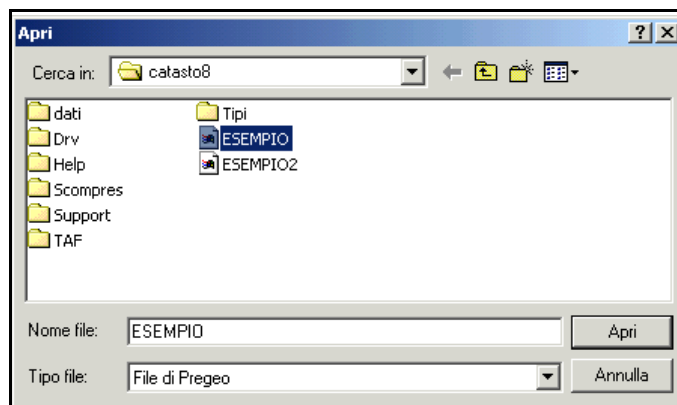 Apri
Cerca in: catasto8
dati Tipi
Drv ESEMPIO
Help ESEMPIO2
Scompres
Support
TAF
Nome file: ESEMPIO Apri
Tipo file: File di Pregeo Annulla